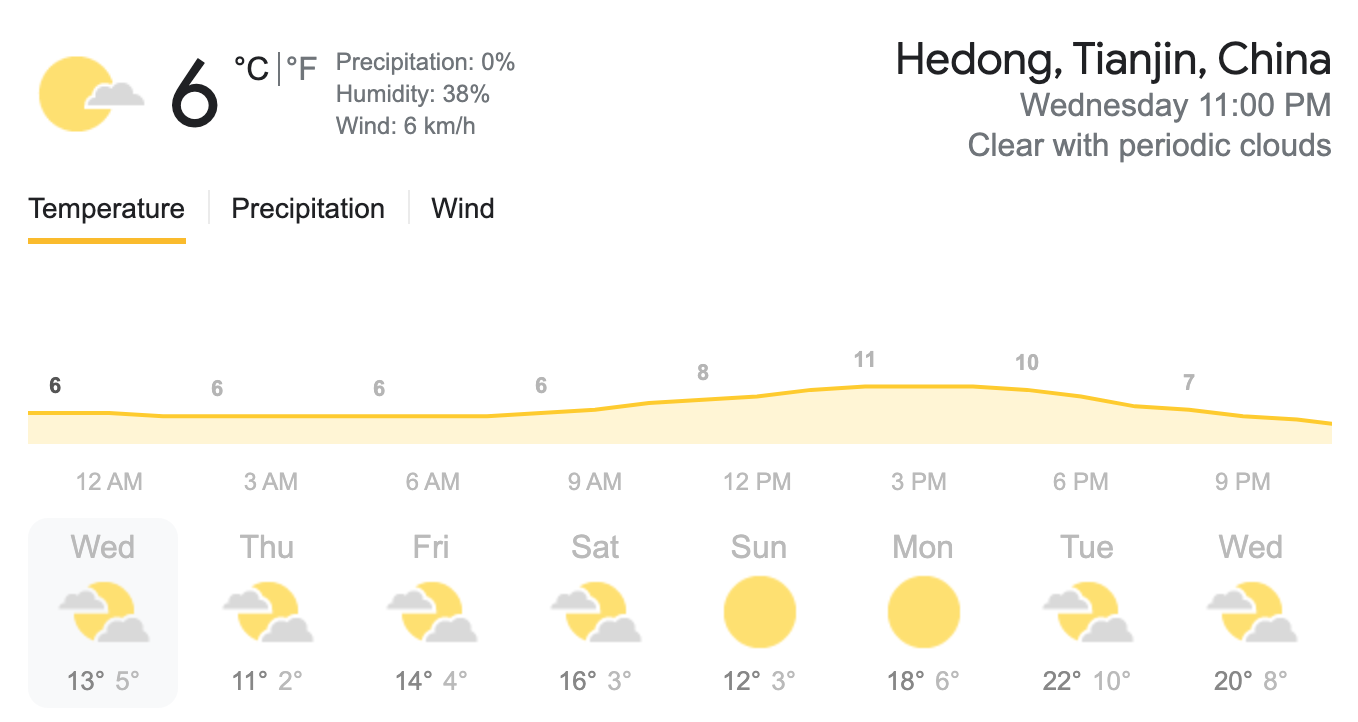 6 °C | °F
Precipitation: 0%
Humidity: 38%
Wind: 6 km/h
Hedong, Tianjin, China
Wednesday 11:00 PM
Clear with periodic clouds
Temperature Precipitation Wind
6 6 6 6 8 11 10 7
12 AM 3 AM 6 AM 9 AM 12 PM 3 PM 6 PM 9 PM
Wed Thu Fri Sat Sun Mon Tue Wed
13° 5° 11° 2° 14° 4° 16° 3° 12° 3° 18° 6° 22° 10° 20° 8°